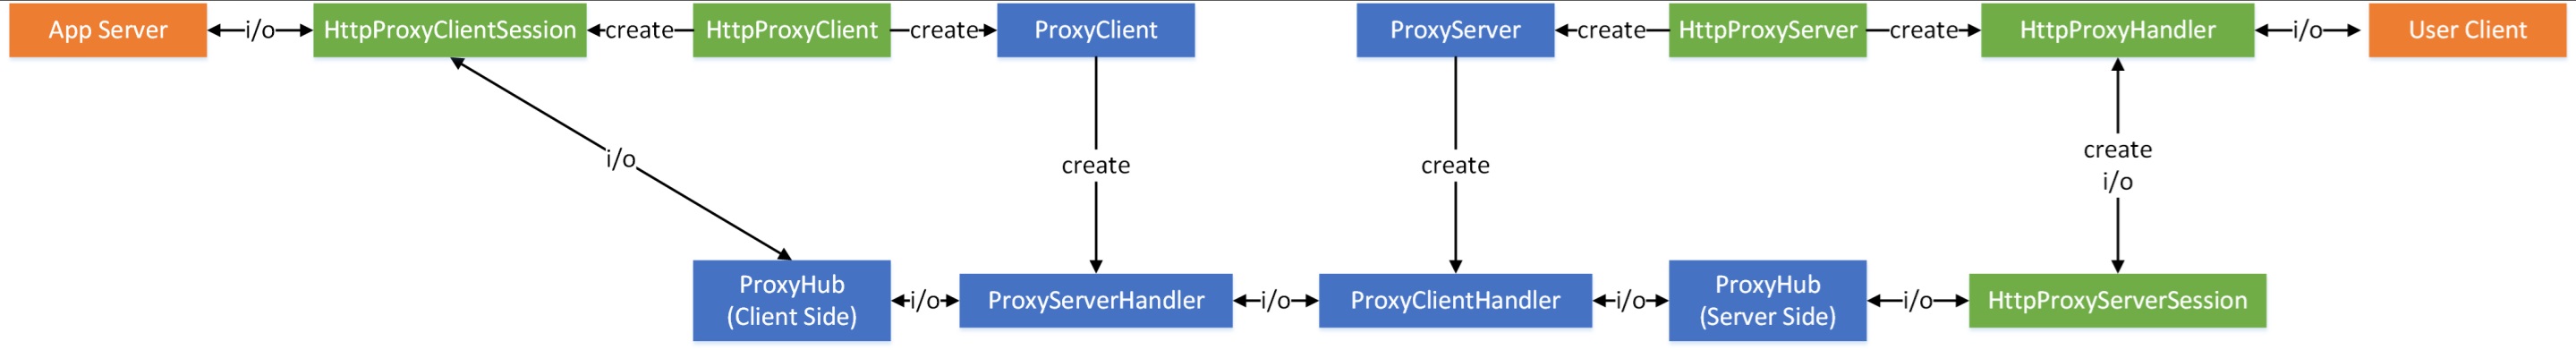 App Server
i/o
HttpProxyClientSession
create
HttpProxyClient
create
ProxyClient
ProxyServer
create
HttpProxyServer
create
HttpProxyHandler
i/o
User Client
i/o
create
create
create
i/o
ProxyHub
(Client Side)
i/o
ProxyServerHandler
i/o
ProxyClientHandler
i/o
ProxyHub
(Server Side)
i/o
HttpProxyServerSession